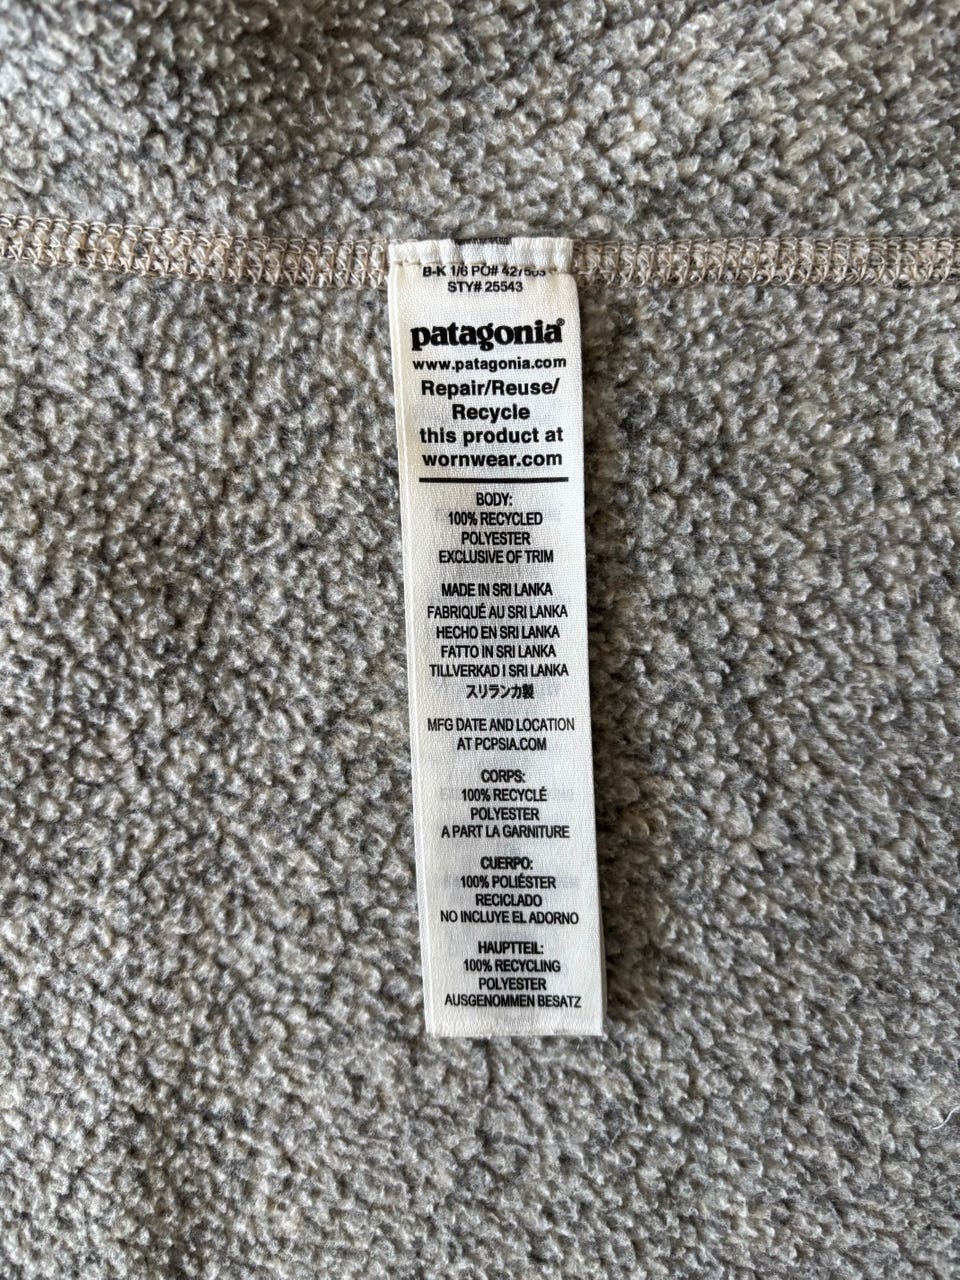 B-K 1/6 PO#
STY# 25543
patagonia®
www.patagonia.com
Repair/Reuse/
Recycle
this product at
wornwear.com
BODY:
100% RECYCLED
POLYESTER
EXCLUSIVE OF TRIM
MADE IN SRI LANKA
FABRIQUÉ AU SRI LANKA
HECHO EN SRI LANKA
FATTO IN SRI LANKA
TILLVERKAD I SRI LANKA
スリランカ製
MFG DATE AND LOCATION
AT PCPSIA.COM
CORPS:
100% RECYCLÉ
POLYESTER
A PART LA GARNITURE
CUERPO:
100% POLIÉSTER
RECICLADO
NO INCLUYE EL ADORNO
HAUPTTEIL:
100% RECYCLING
POLYESTER
AUSGENOMMEN BESATZ